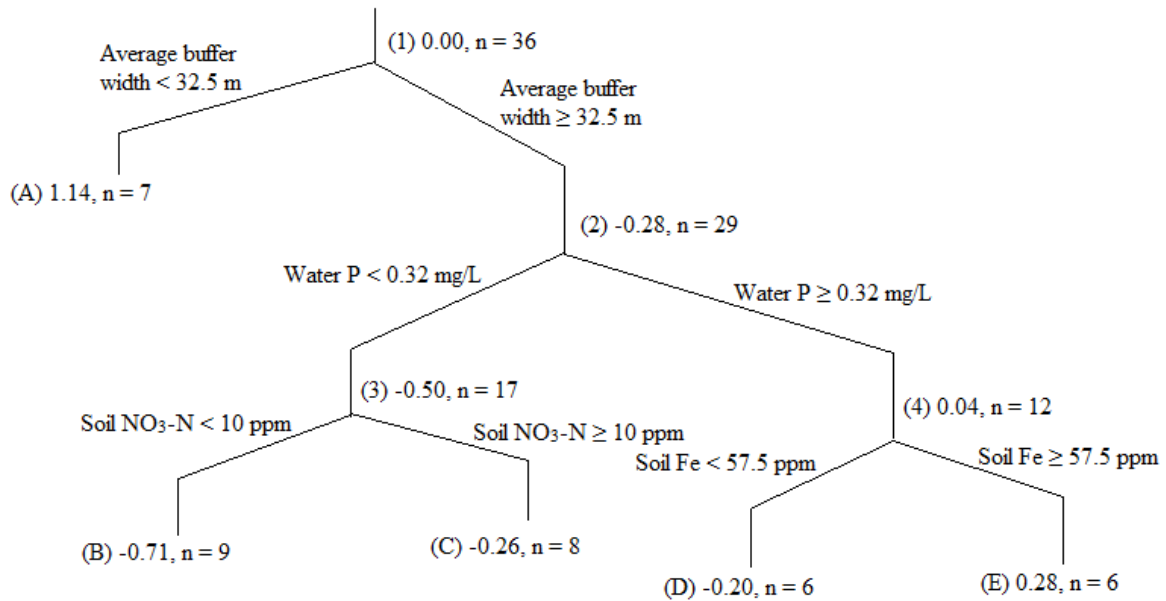 (1) 0.00, n = 36
Average buffer
width < 32.5 m
Average buffer
width ≥ 32.5 m
(A) 1.14, n = 7
(2) -0.28, n = 29
Water P < 0.32 mg/L
Water P ≥ 0.32 mg/L
(3) -0.50, n = 17
(4) 0.04, n = 12
Soil NO₃-N < 10 ppm
Soil NO₃-N ≥ 10 ppm
Soil Fe < 57.5 ppm
Soil Fe ≥ 57.5 ppm
(B) -0.71, n = 9
(C) -0.26, n = 8
(D) -0.20, n = 6
(E) 0.28, n = 6